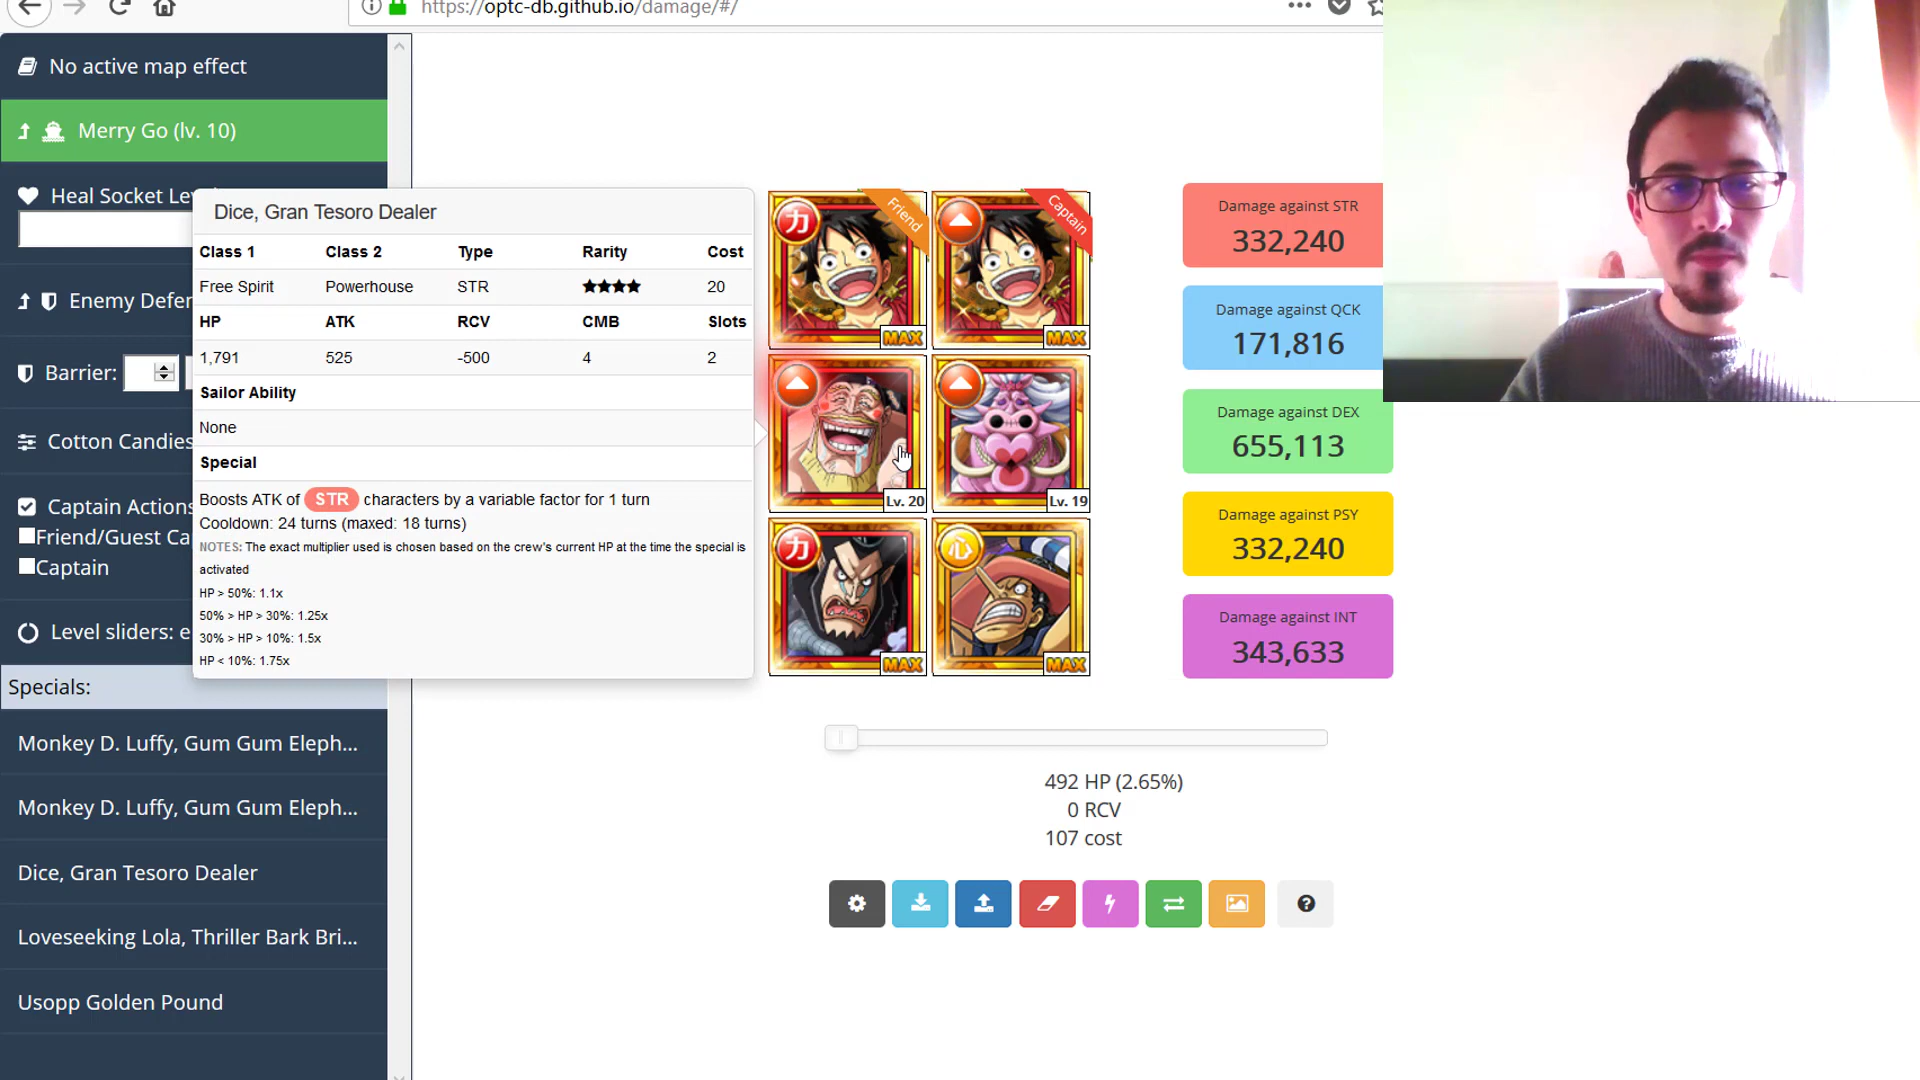 https://optc-db.github.io/damage/#/
No active map effect
Merry Go (lv. 10)
Heal Socket Le
Enemy Defe
Barrier:
Cotton Candies
Captain Actions
Friend/Guest Ca
Captain
Level sliders: e
Specials:
Monkey D. Luffy, Gum Gum Eleph...
Monkey D. Luffy, Gum Gum Eleph...
Dice, Gran Tesoro Dealer
Loveseeking Lola, Thriller Bark Bri...
Usopp Golden Pound
Dice, Gran Tesoro Dealer
Class 1 Class 2 Type Rarity Cost
Free Spirit Powerhouse STR ★★★★ 20
HP ATK RCV CMB Slots
1,791 525 -500 4 2
Sailor Ability
None
Special
Boosts ATK of STR characters by a variable factor for 1 turn
Cooldown: 24 turns (maxed: 18 turns)
NOTES: The exact multiplier used is chosen based on the crew's current HP at the time the special is
activated
HP > 50%: 1.1x
50% > HP > 30%: 1.25x
30% > HP > 10%: 1.5x
HP < 10%: 1.75x
力 Friend MAX
Captain MAX
Lv. 20
Lv. 19
力 MAX
心 MAX
Damage against STR
332,240
Damage against QCK
171,816
Damage against DEX
655,113
Damage against PSY
332,240
Damage against INT
343,633
492 HP (2.65%)
0 RCV
107 cost